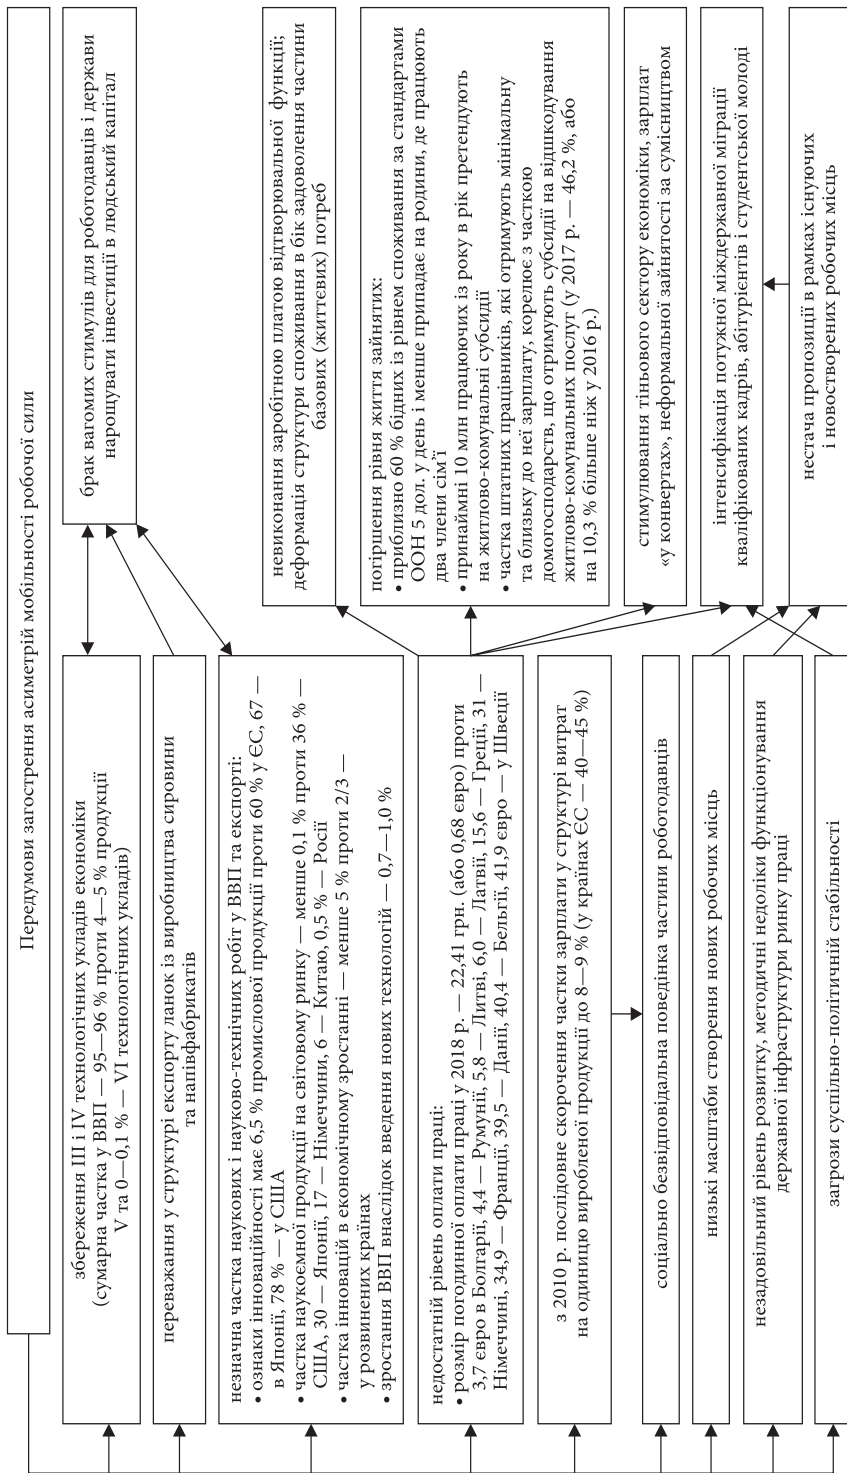 Передумови загострення асиметрій мобільності робочої сили
збереження III і IV технологічних укладів економіки
(сумарна частка у ВВП — 95—96 % проти 4—5 % продукції
V та 0—0,1 % — VI технологічних укладів)
переважання у структурі експорту ланок із виробництва сировини
та напівфабрикатів
незначна частка наукових і науково-технічних робіт у ВВП та експорті:
• ознаки інноваційності має 6,5 % промислової продукції проти 60 % у ЄС, 67 —
в Японії, 78 % — у США
• частка наукоємної продукції на світовому ринку — менше 0,1 % проти 36 % —
США, 30 — Японії, 17 — Німеччини, 6 — Китаю, 0,5 % — Росії
• частка інновацій в економічному зростанні — менше 5 % проти 2/3 —
у розвинених країнах
• зростання ВВП внаслідок введення нових технологій — 0,7—1,0 %
недостатній рівень оплати праці:
• розмір погодинної оплати праці у 2018 р. — 22,41 грн. (або 0,68 євро) проти
3,7 євро в Болгарії, 4,4 — Румунії, 5,8 — Литві, 6,0 — Латвії, 15,6 — Греції, 31 —
Німеччині, 34,9 — Франції, 39,5 — Данії, 40,4 — Бельгії, 41,9 євро — у Швеції
з 2010 р. послідовне скорочення частки зарплати у структурі витрат
на одиницю виробленої продукції до 8—9 % (у країнах ЄС — 40—45 %)
соціально безвідповідальна поведінка частини роботодавців
низькі масштаби створення нових робочих місць
незадовільний рівень розвитку, методичні недоліки функціонування
державної інфраструктури ринку праці
загрози суспільно-політичній стабільності
брак вагомих стимулів для роботодавців і держави
нарощувати інвестиції в людський капітал
невиконання заробітною платою відтворювальної функції;
деформація структури споживання в бік задоволення частини
базових (життєвих) потреб
погіршення рівня життя зайнятих:
• приблизно 60 % бідних із рівнем споживання за стандартами
ООН 5 дол. у день і менше припадає на родини, де працюють
два члени сім’ї
• принаймні 10 млн працюючих із року в рік претендують
на житлово-комунальні субсидії
• частка штатних працівників, які отримують мінімальну
та близьку до неї зарплату, корелює з часткою
домогосподарств, що отримують субсидії на відшкодування
житлово-комунальних послуг (у 2017 р. — 46,2 %, або
на 10,3 % більше ніж у 2016 р.)
стимулювання тіньового сектору економіки, зарплат
«у конвертах», неформальної зайнятості за сумісництвом
інтенсифікація потужної міждержавної міграції
кваліфікованих кадрів, абітурієнтів і студентської молоді
нестача пропозиції в рамках існуючих
і новостворених робочих місць